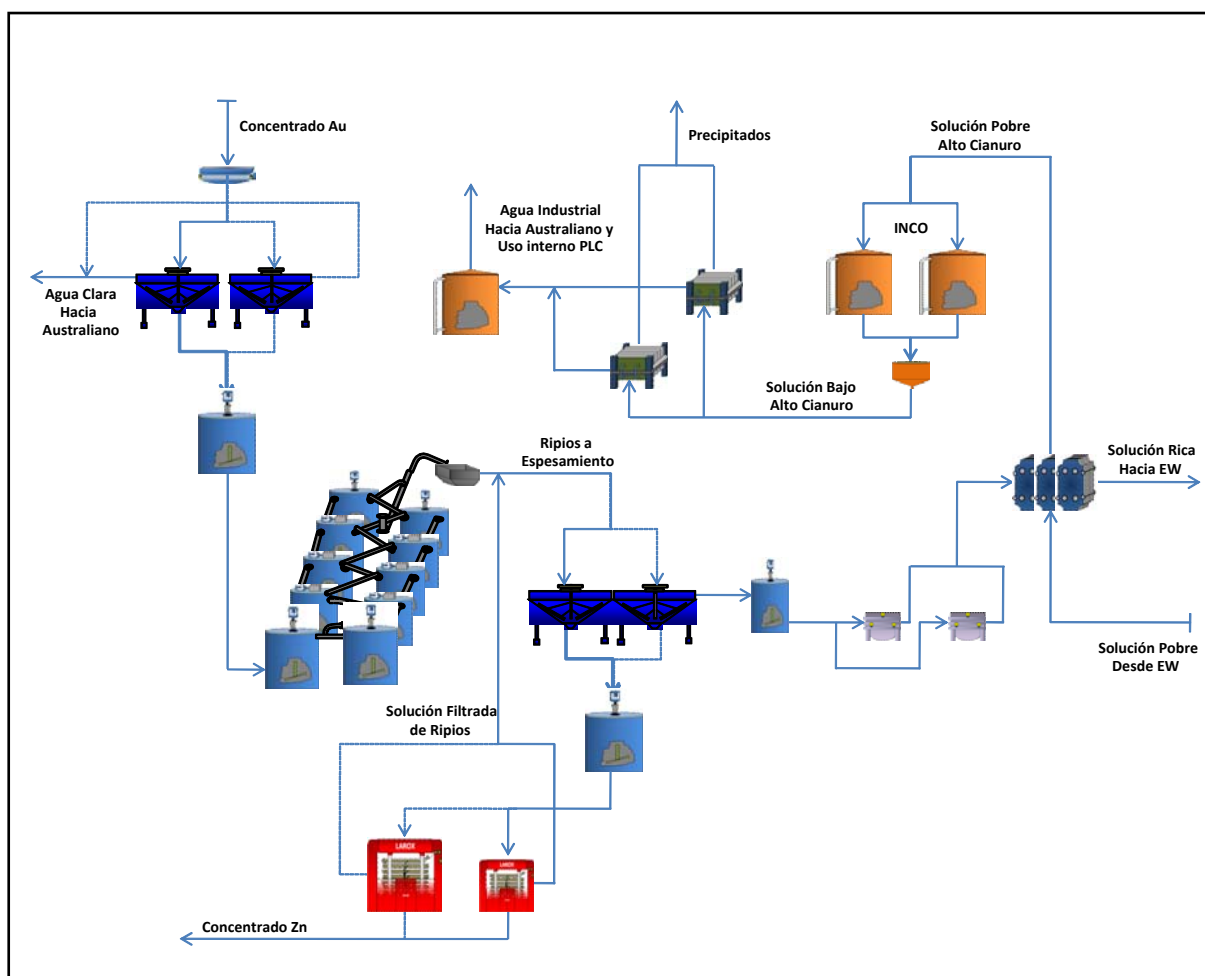 Concentrado Au
Precipitados
Solución Pobre
Alto Cianuro
Agua Industrial
Hacia Australiano y
Uso interno PLC
INCO
Agua Clara
Hacia
Australiano
Solución Bajo
Alto Cianuro
Ripios a
Espesamiento
Solución Rica
Hacia EW
Solución Pobre
Desde EW
Solución Filtrada
de Ripios
LAROX
LAROX
Concentrado Zn